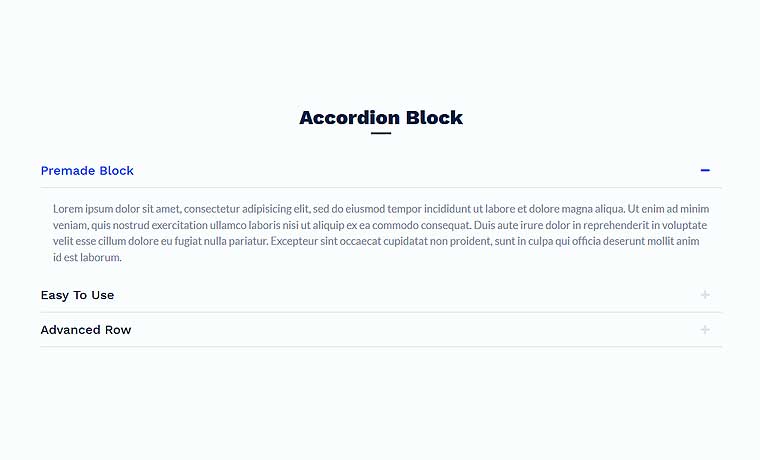 Accordion Block
Premade Block
Lorem ipsum dolor sit amet, consectetur adipisicing elit, sed do eiusmod tempor incididunt ut labore et dolore magna aliqua. Ut enim ad minim
veniam, quis nostrud exercitation ullamco laboris nisi ut aliquip ex ea commodo consequat. Duis aute irure dolor in reprehenderit in voluptate
velit esse cillum dolore eu fugiat nulla pariatur. Excepteur sint occaecat cupidatat non proident, sunt in culpa qui officia deserunt mollit anim
id est laborum.
Easy To Use
Advanced Row